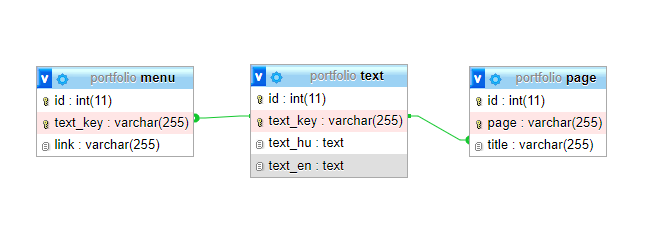 v portfolio menu
id : int(11)
text_key : varchar(255)
link : varchar(255)
v portfolio text
id : int(11)
text_key : varchar(255)
text_hu : text
text_en : text
v portfolio page
id : int(11)
page : varchar(255)
title : varchar(255)